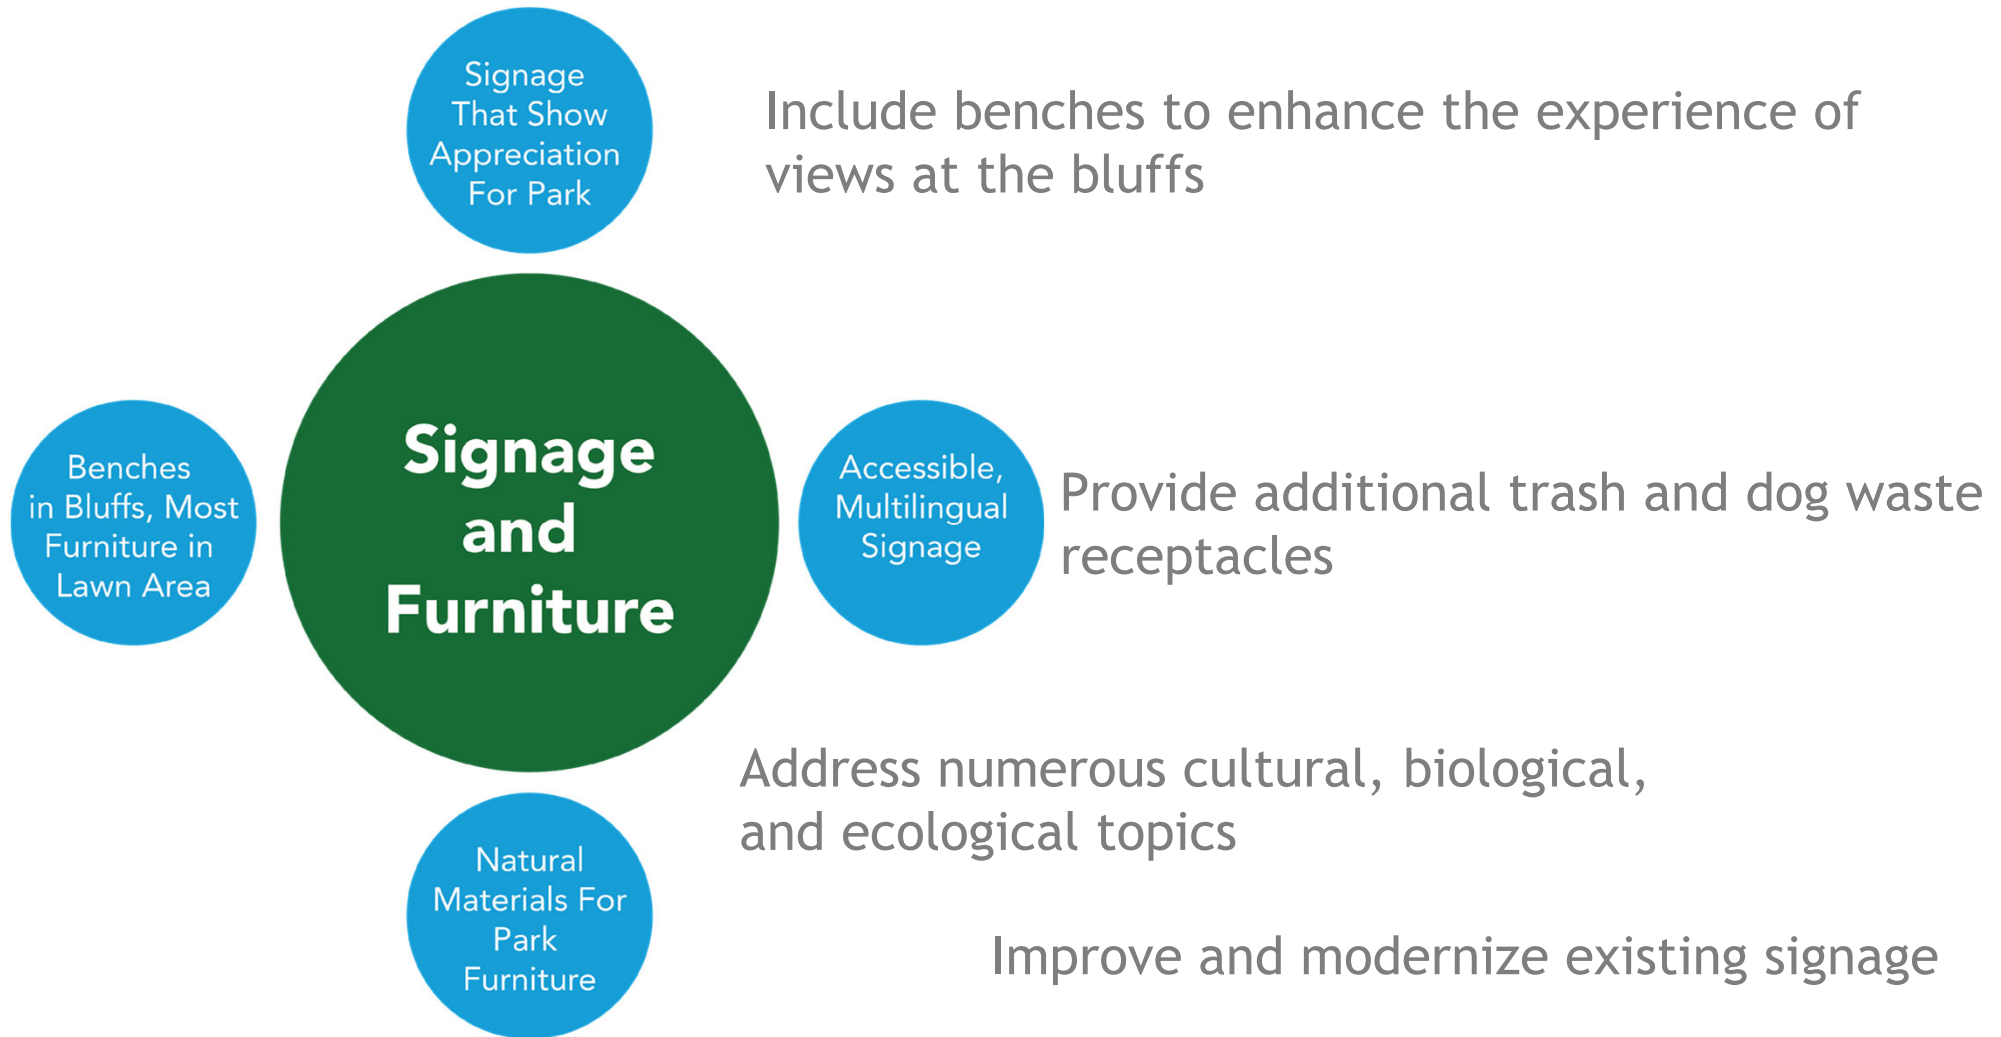 Signage
That Show
Appreciation
For Park
Include benches to enhance the experience of
views at the bluffs
Benches
in Bluffs, Most
Furniture in
Lawn Area
Signage
and
Furniture
Accessible,
Multilingual
Signage
Provide additional trash and dog waste
receptacles
Address numerous cultural, biological,
and ecological topics
Natural
Materials For
Park
Furniture
Improve and modernize existing signage